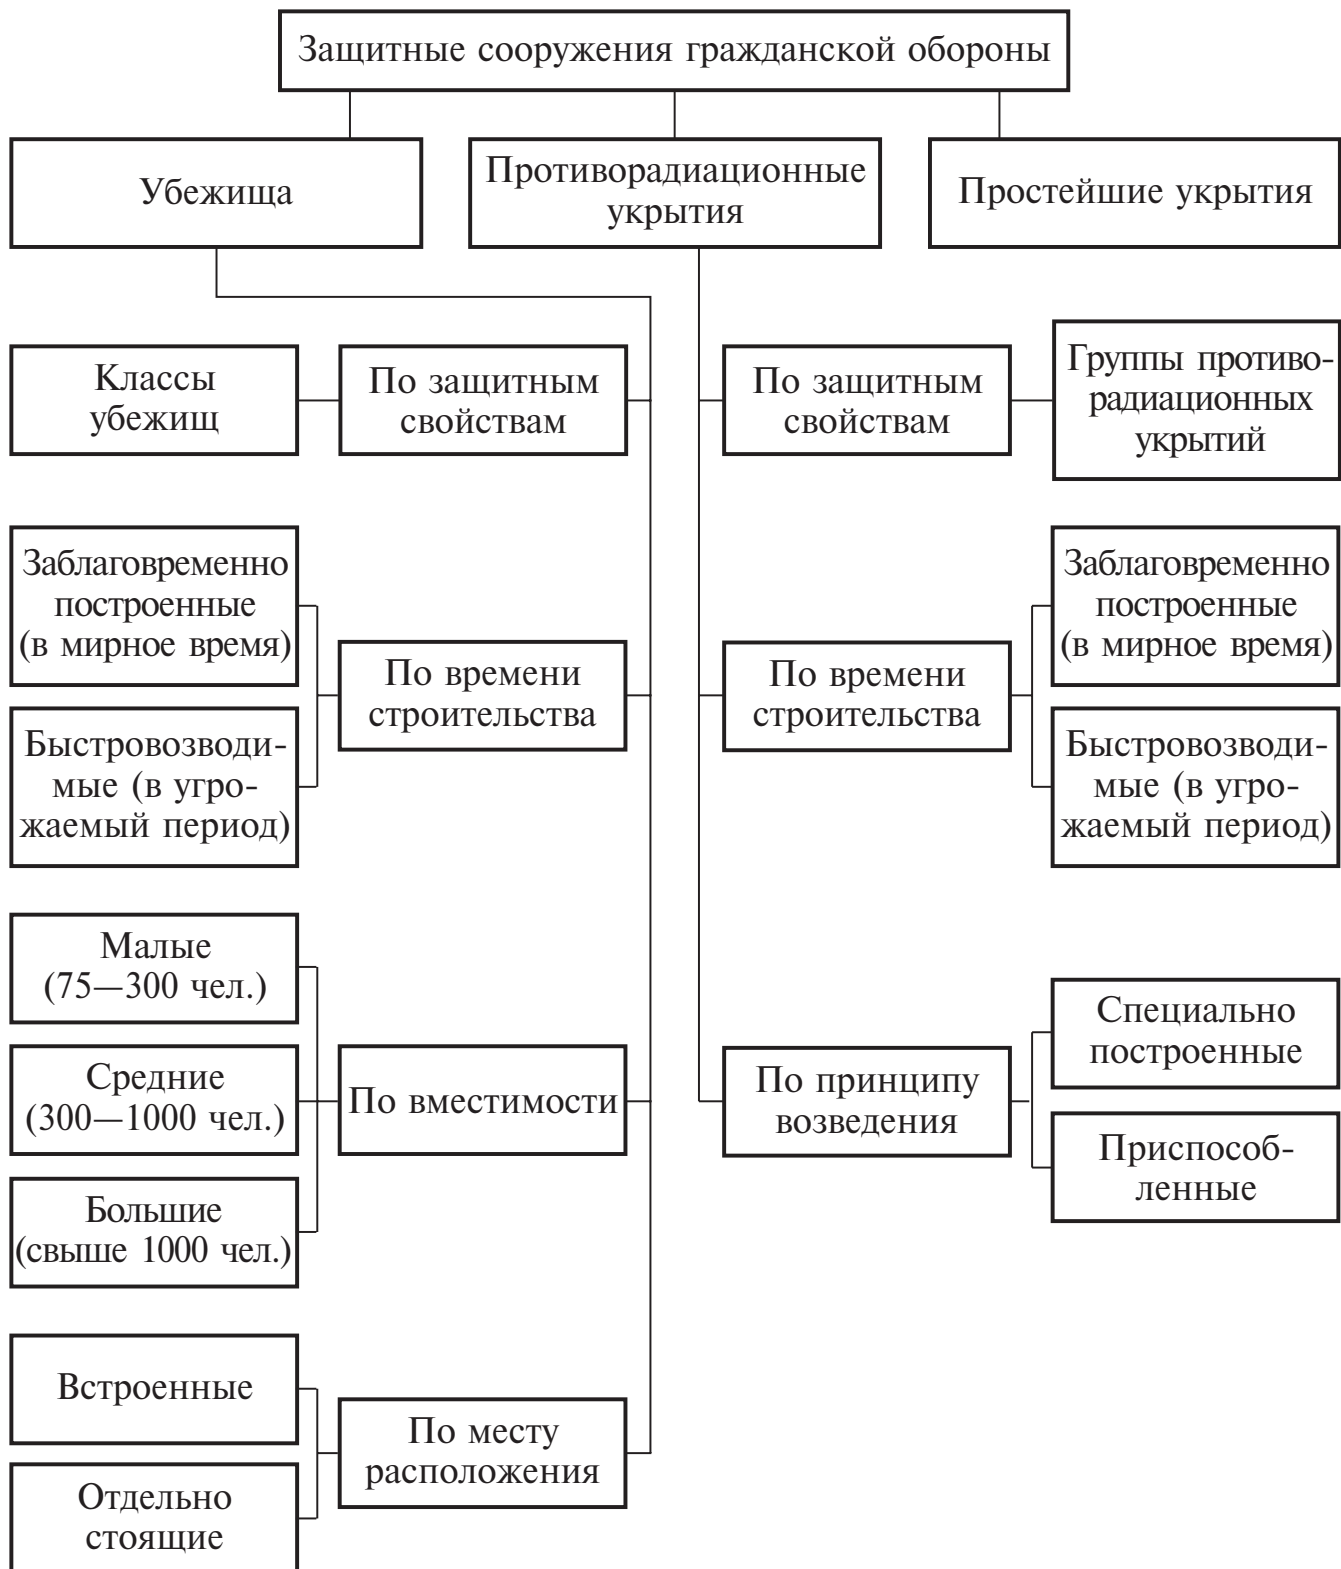 Защитные сооружения гражданской обороны
Убежища
Противорадиационные
укрытия
Простейшие укрытия
Классы
убежищ
По защитным
свойствам
По защитным
свойствам
Группы противо-
радиационных
укрытий
Заблаговременно
построенные
(в мирное время)
По времени
строительства
Быстровозводи-
мые (в угро-
жаемый период)
По времени
строительства
Заблаговременно
построенные
(в мирное время)
Быстровозводи-
мые (в угро-
жаемый период)
Малые
(75—300 чел.)
Средние
(300—1000 чел.)
По вместимости
Большие
(свыше 1000 чел.)
По принципу
возведения
Специально
построенные
Приспособ-
ленные
Встроенные
По месту
расположения
Отдельно
стоящие